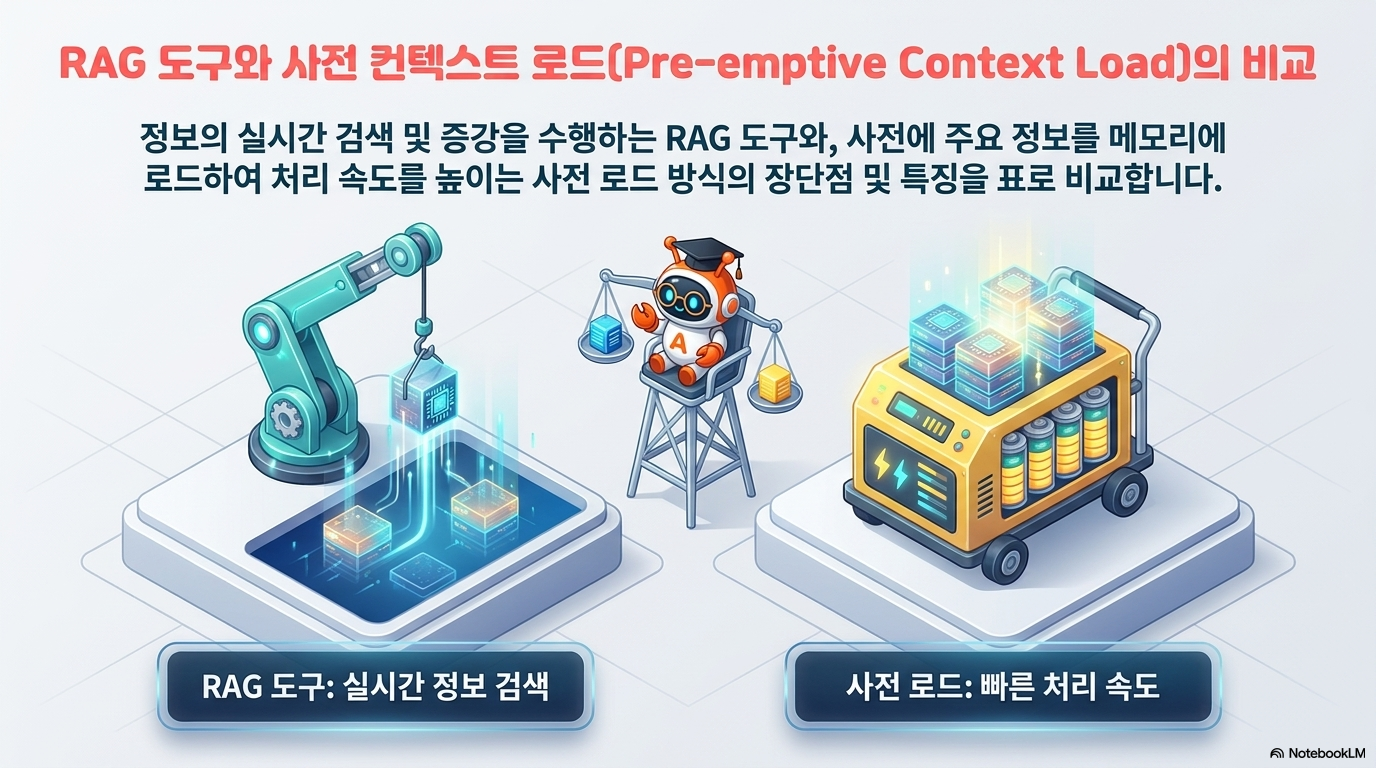 RAG 도구와 사전 컨텍스트 로드(Pre-emptive Context Load)의 비교
정보의 실시간 검색 및 증강을 수행하는 RAG 도구와, 사전에 주요 정보를 메모리에
로드하여 처리 속도를 높이는 사전 로드 방식의 장단점 및 특징을 표로 비교합니다.
A
RAG 도구: 실시간 정보 검색
사전 로드: 빠른 처리 속도
NotebookLM